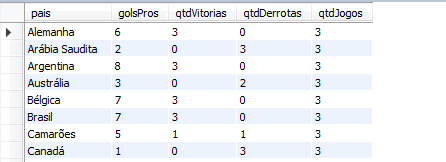 pais golsPros qtdVitorias qtdDerrotas qtdJogos
Alemanha 6 3 0 3
Arábia Saudita 2 0 3 3
Argentina 8 3 0 3
Austrália 3 0 2 3
Bélgica 7 3 0 3
Brasil 7 3 0 3
Camarões 5 1 1 3
Canadá 1 0 3 3